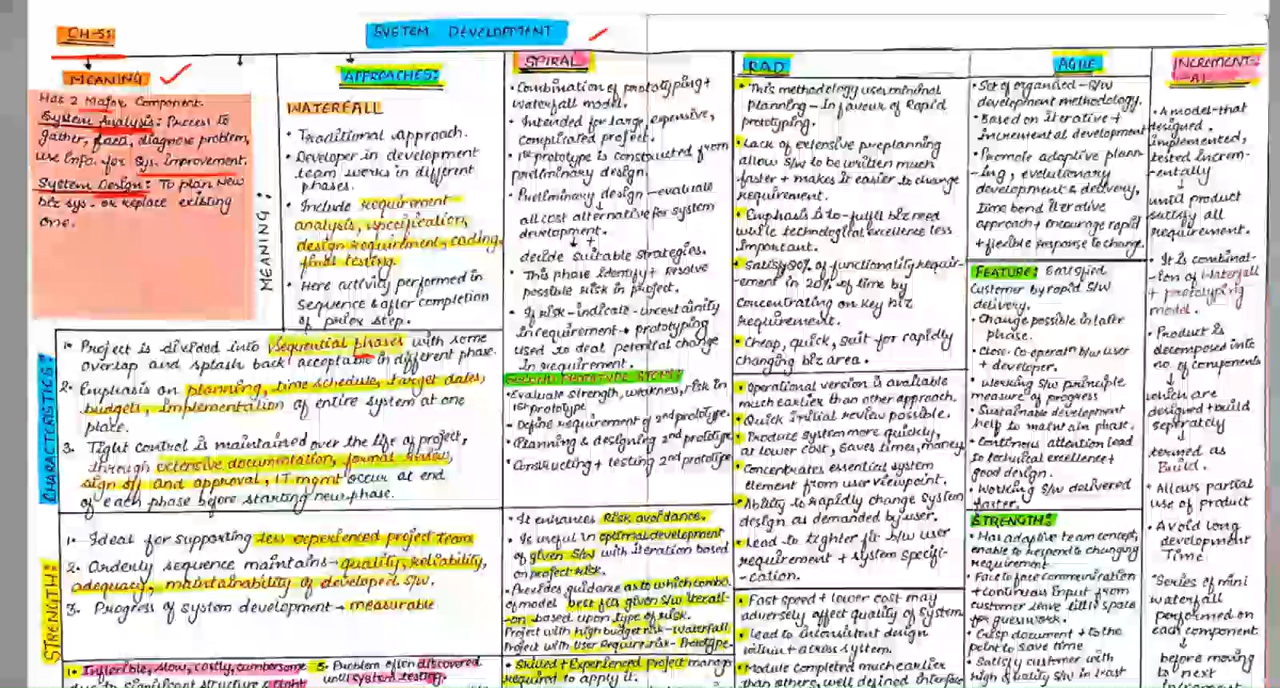 CH-5:
SYSTEM DEVELOPMENT
MEANING
Has 2 Major Component.
System Analysis: Process to
gather, fact, diagnose problem,
use Info. for Sys. improvement.
System Design: To plan New
biz sys. or replace existing
one.
MEANING:
APPROACHES:
WATERFALL
• Traditional approach.
• Developer in development
team works in different
phases.
• Include Requirement
analysis, specification,
design requirement, coding,
final testing.
• Here activity performed in
Sequence & after completion
of prior step.
SPIRAL
• Combination of prototyping +
waterfall model.
• Intended for large, expensive,
complicated project.
• 1st prototype is constructed from
preliminary design.
• Preliminary design - evaluate
all cost alternative for system
development.
↓ +
decide suitable strategies.
• This phase identify + Resolve
possible Risk in project.
• If Risk - indicate - uncertainity
in requirement → prototyping
used to deal potential change
in requirement.
SECOND PROTOTYPE STEPS:
• Evaluate strength, weakness, risk in
1st prototype
• Define requirement of 2nd prototype.
• Planning & designing 2nd prototype
• Constructing + testing 2nd prototype
RAD
• This methodology uses minimal
planning - In favour of Rapid
prototyping.
• Lack of extensive preplanning
allow S/w to be written much
faster + makes it easier to change
requirement.
• Emphasis is to - fulfil biz need
while technological excellence less
important.
• Satisfy 80% of functionality requir-
-ement in 20% of time by
concentrating on key biz
requirement.
• Cheap, quick, suit for rapidly
changing biz area.
AGILE
• Set of organised - S/w
development methodology.
• Based on iterative +
incremental development
• Promote adaptive plann
-ing, evolutionary
development & delivery,
time bond iterative
approach + encourage rapid
+ flexible response to change.
FEATURE: Satisfied
customer by rapid S/w
delivery.
• Change possible in later
phase.
• Close Co-operatn b/w user
+ developer.
• Working S/w principle
measure of progress
• Sustainable development
help to maintain phase.
• Continous attention lead
to technical excellence +
good design.
• Working S/w delivered
faster.
INCREMENT-
-AL
• A model - that
designed,
implemented,
tested increm-
-entally
↓
until product
satisfy all
requirement.
• It is combinat-
-ion of Waterfall
+ prototyping
model.
• Product is
decomposed into
no. of components
↓
which are
designed + build
seperately
↓
termed as
Build.
• Allows partial
use of product
• Avoid long
development
Time
• Series of mini
waterfall
performed on
each component
↓
before moving
to next
CHARACTERISTICS:
1. Project is divided into sequential phases with some
overlap and splash back acceptable in different phase.
2. Emphasis on planning, time schedule, target dates,
budgets, implementation of entire system at one
place.
3. Tight control is maintained over the life of project,
through extensive documentation, formal review,
sign off and approval, IT mgmt occur at end
of each phase before starting new phase.
• Operational version is available
much earlier than other approach.
• Quick initial review possible.
• Produce system more quickly,
at lower cost, saves times, money
• Concentrates essential system
element from user viewpoint.
• Ability to Rapidly change system
design as demanded by user.
• Lead to tighter fit b/w user
requirement + system specifi-
-cation.
STRENGTH:
1. Ideal for supporting less experienced project team
2. Orderly sequence maintains - quality, reliability,
adequacy, maintainability of developed S/w.
3. Progress of system development → measurable
• It enhances Risk avoidance.
• Is useful in optimal development
of given S/w with iteration based
on project risk.
• Provides guidance as to which combo.
of model best fits given S/w iterati-
-on based upon type of risk.
Project with high budget risk - Waterfall
Project with User Require. risk - Prototype.
STRENGTH:
• Has adaptive team concept,
enable to respond to changing
requirement
• Face to face communication
+ continuous input from
customer leave little space
for guesswork.
• Crisp document + to the
point to save time
• Satisfy customer with
high quality S/w in least
1. Inflexible, slow, costly, cumbersome
due to significant structure & tight
5. Problem often discovered
until system testing.
• Skilled + Experienced project manager
required to apply it.
• Fast speed + lower cost may
adversely affect quality of system
• Lead to inconsistent design
within + across system.
• Module completed much earlier
than others, well defined interface